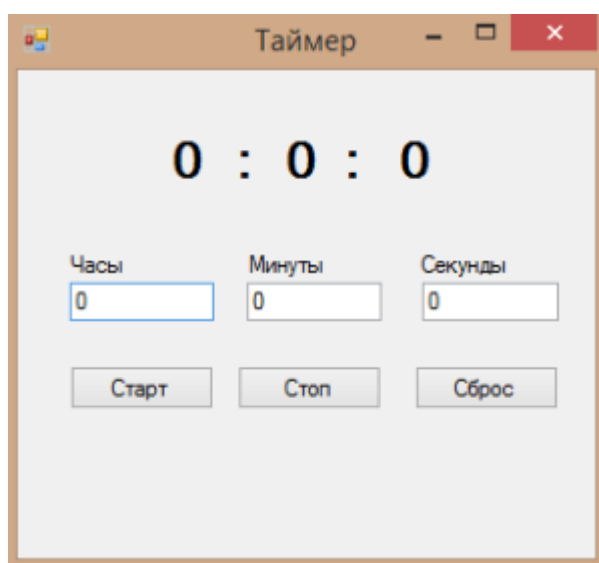 Таймер
0 : 0 : 0
Часы Минуты Секунды
0 0 0
Старт Стоп Сброс